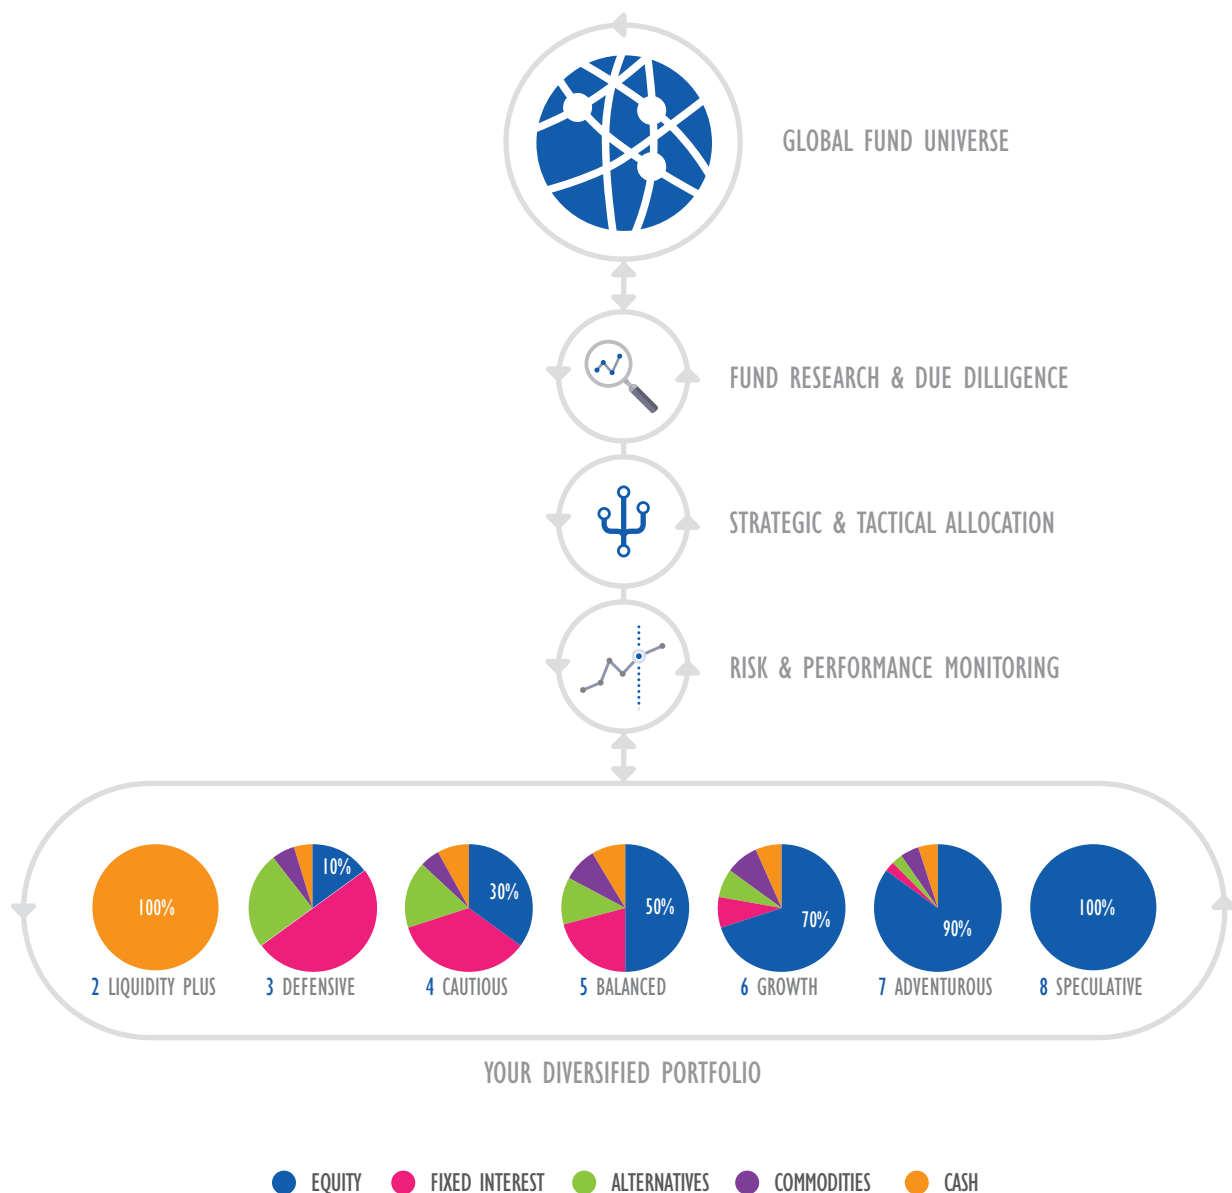 GLOBAL FUND UNIVERSE
FUND RESEARCH & DUE DILLIGENCE
STRATEGIC & TACTICAL ALLOCATION
RISK & PERFORMANCE MONITORING
100%
10%
30%
50%
70%
90%
100%
2 LIQUIDITY PLUS
3 DEFENSIVE
4 CAUTIOUS
5 BALANCED
6 GROWTH
7 ADVENTUROUS
8 SPECULATIVE
YOUR DIVERSIFIED PORTFOLIO
EQUITY
FIXED INTEREST
ALTERNATIVES
COMMODITIES
CASH